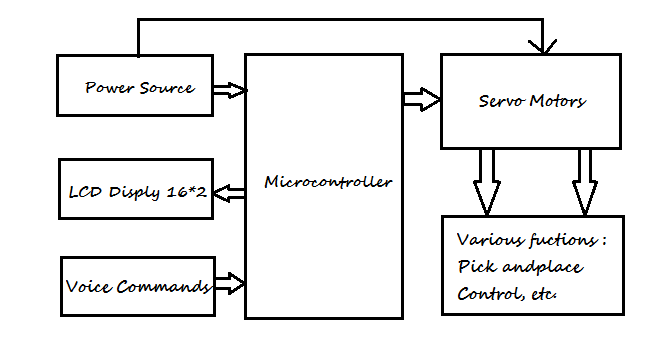 Power Source
Servo Motors
LCD Disply 16*2
Microcontroller
Voice Commands
Various fuctions :
Pick andplace
Control, etc.